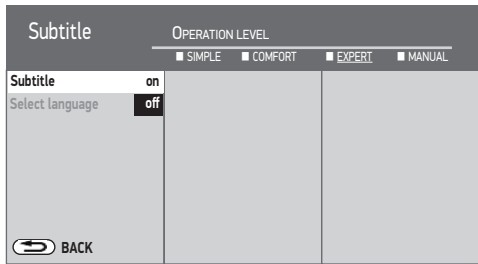 Subtitle
OPERATION LEVEL
SIMPLE COMFORT EXPERT MANUAL
Subtitle on
Select language off
BACK